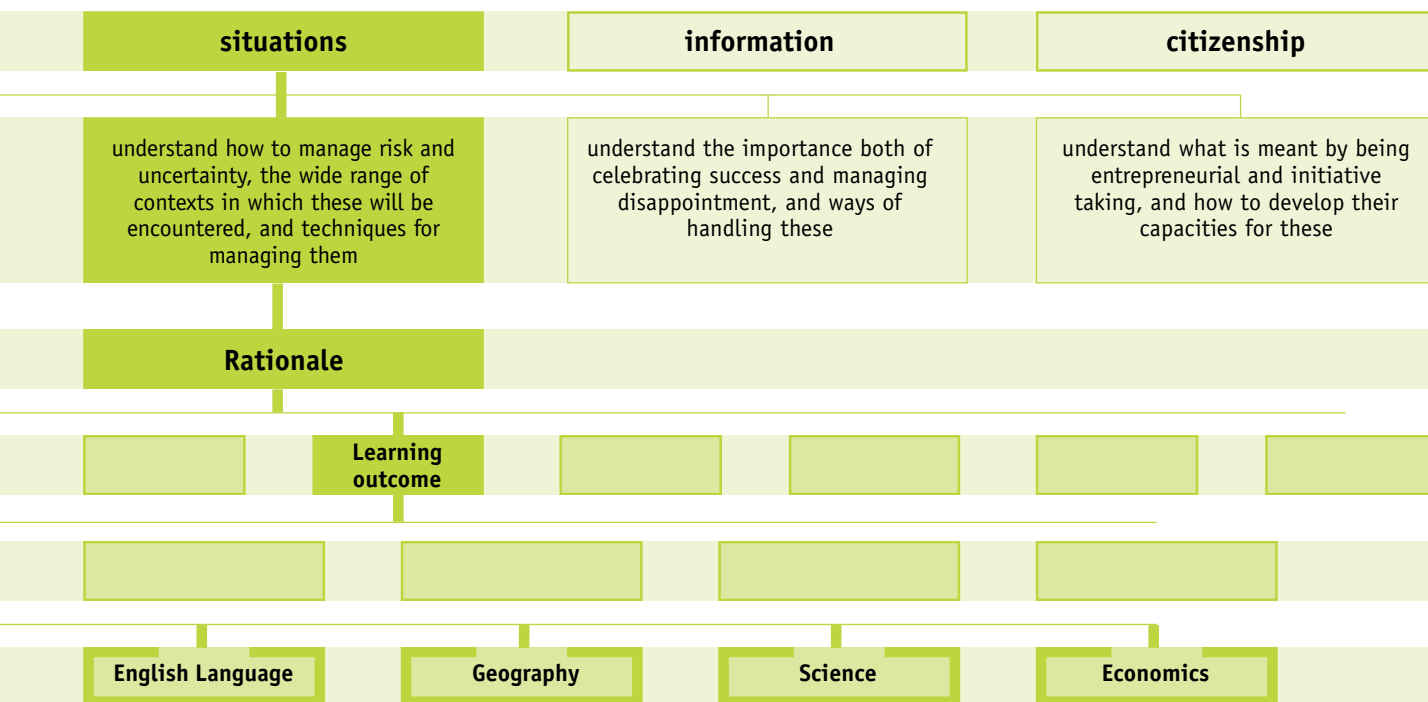 situations
information
citizenship
understand how to manage risk and
uncertainty, the wide range of
contexts in which these will be
encountered, and techniques for
managing them
understand the importance both of
celebrating success and managing
disappointment, and ways of
handling these
understand what is meant by being
entrepreneurial and initiative
taking, and how to develop their
capacities for these
Rationale
Learning
outcome
English Language
Geography
Science
Economics